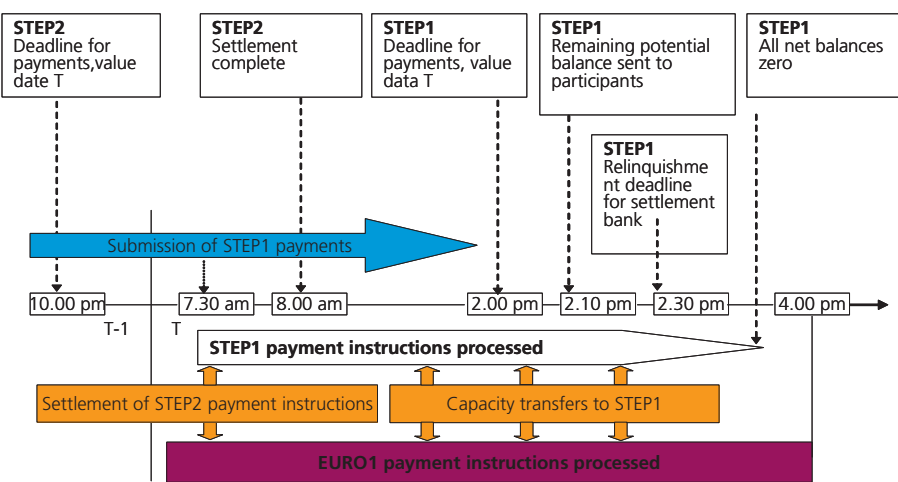 STEP2
Deadline for
payments,value
date T
STEP2
Settlement
complete
STEP1
Deadline for
payments, value
data T
STEP1
Remaining potential
balance sent to
participants
STEP1
All net balances
zero
STEP1
Relinquishme
nt deadline
for settlement
bank
Submission of STEP1 payments
10.00 pm
7.30 am
8.00 am
2.00 pm
2.10 pm
2.30 pm
4.00 pm
T-1
T
STEP1 payment instructions processed
Settlement of STEP2 payment instructions
Capacity transfers to STEP1
EURO1 payment instructions processed